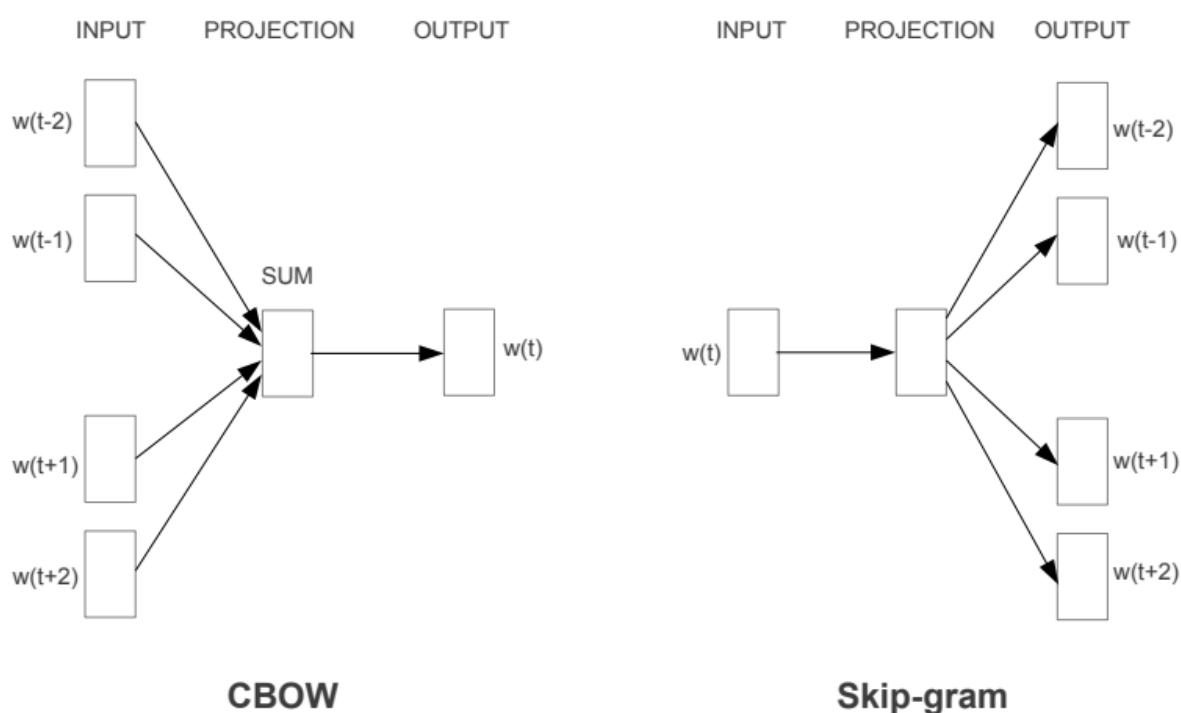 INPUT PROJECTION OUTPUT
w(t-2)
w(t-1)
SUM
w(t)
w(t+1)
w(t+2)
CBOW
INPUT PROJECTION OUTPUT
w(t-2)
w(t-1)
w(t)
w(t+1)
w(t+2)
Skip-gram